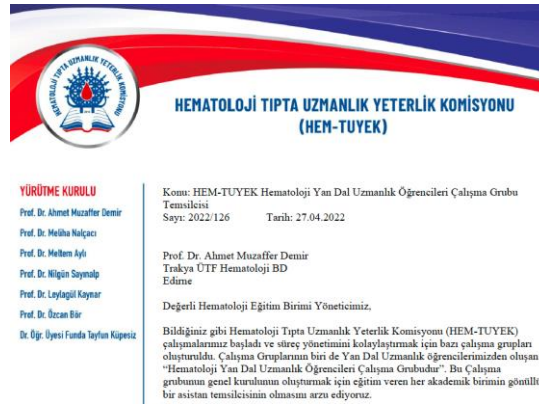 HEMATOLOJİ TIPTA UZMANLIK YETERLİK KOMİSYONU
HEMATOLOJİ TIPTA UZMANLIK YETERLİK KOMİSYONU
(HEM-TUYEK)
YÜRÜTME KURULU
Prof. Dr. Ahmet Muzaffer Demir
Prof. Dr. Meliha Nalçacı
Prof. Dr. Meltem Aylı
Prof. Dr. Nilgün Sayınalp
Prof. Dr. Leylagül Kaynar
Prof. Dr. Özcan Bör
Dr. Öğr. Üyesi Funda Tayfun Küpesiz
Konu: HEM-TUYEK Hematoloji Yan Dal Uzmanlık Öğrencileri Çalışma Grubu
Temsilcisi
Sayı: 2022/126 Tarih: 27.04.2022
Prof. Dr. Ahmet Muzaffer Demir
Trakya ÜTF Hematoloji BD
Edirne
Değerli Hematoloji Eğitim Birimi Yöneticimiz,
Bildiğiniz gibi Hematoloji Tıpta Uzmanlık Yeterlik Komisyonu (HEM-TUYEK)
çalışmalarımız başladı ve süreç yönetimini kolaylaştırmak için bazı çalışma grupları
oluşturuldu. Çalışma Gruplarının biri de Yan Dal Uzmanlık öğrencilerimizden oluşan
“Hematoloji Yan Dal Uzmanlık Öğrencileri Çalışma Grubudur”. Bu Çalışma
grubunun genel kurulunun oluşturmak için eğitim veren her akademik birimin gönüllü
bir asistan temsilcisinin olmasını arzu ediyoruz.